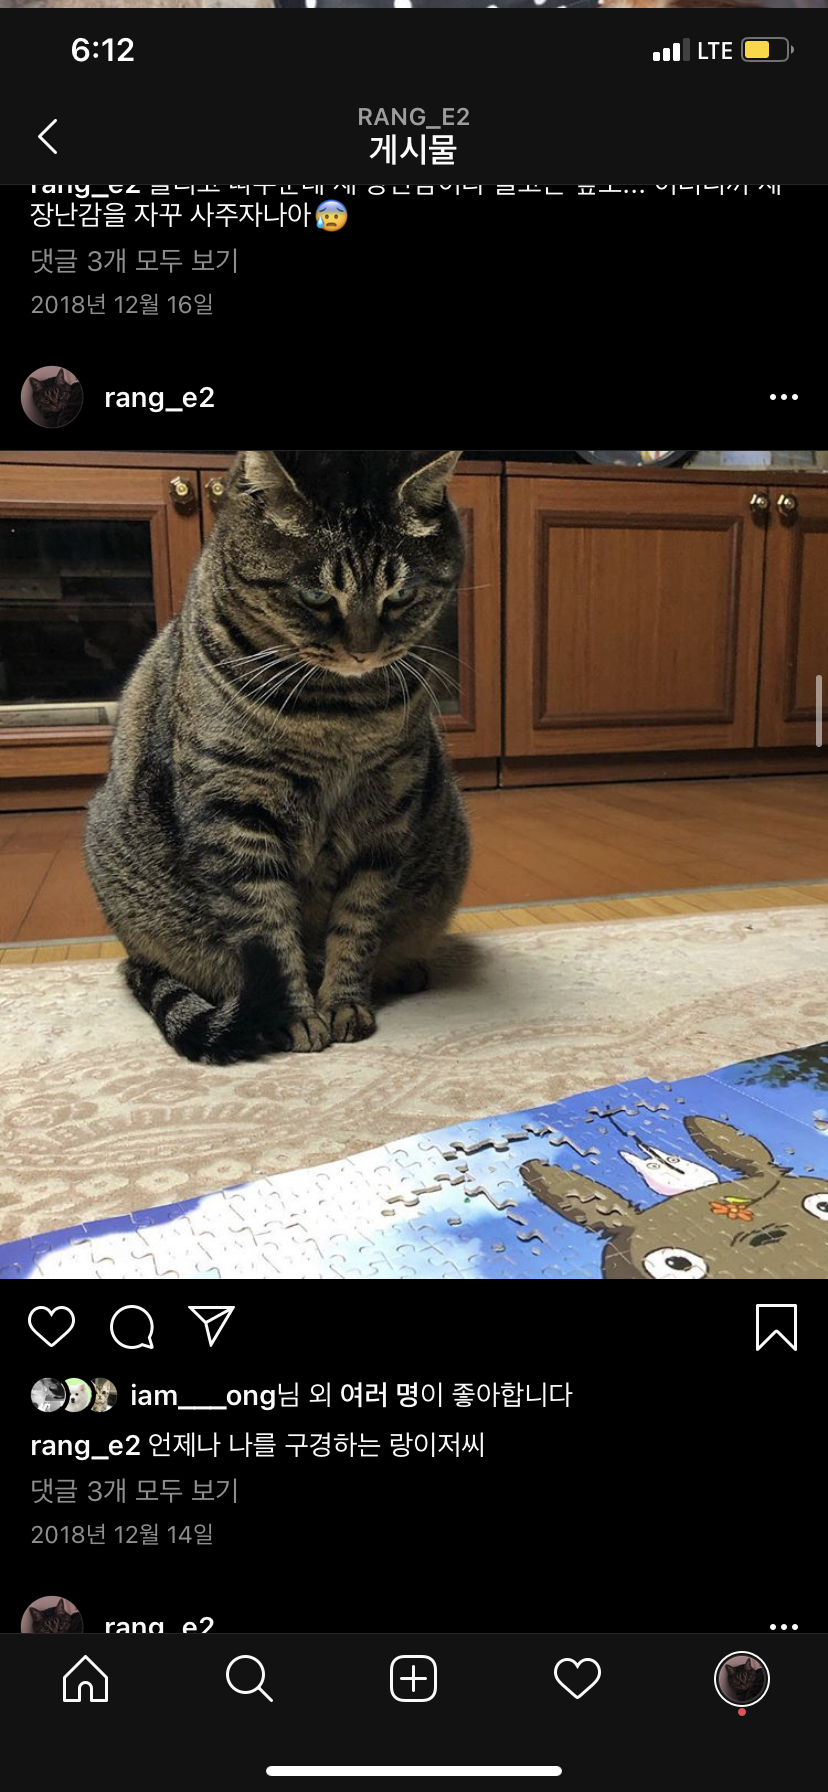 6:12
LTE
RANG_E2
게시물
rang_e2
장난감을 자꾸 사주자나아😰
댓글 3개 모두 보기
2018년 12월 16일
rang_e2
iam___ong님 외 여러 명이 좋아합니다
rang_e2 언제나 나를 구경하는 랑이저씨
댓글 3개 모두 보기
2018년 12월 14일
rang_e2